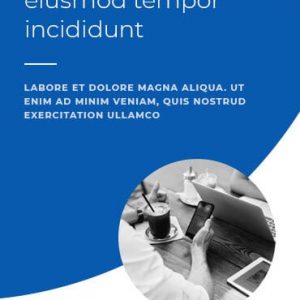 eiusmod tempor
incididunt
LABORE ET DOLORE MAGNA ALIQUA. UT
ENIM AD MINIM VENIAM, QUIS NOSTRUD
EXERCITATION ULLAMCO